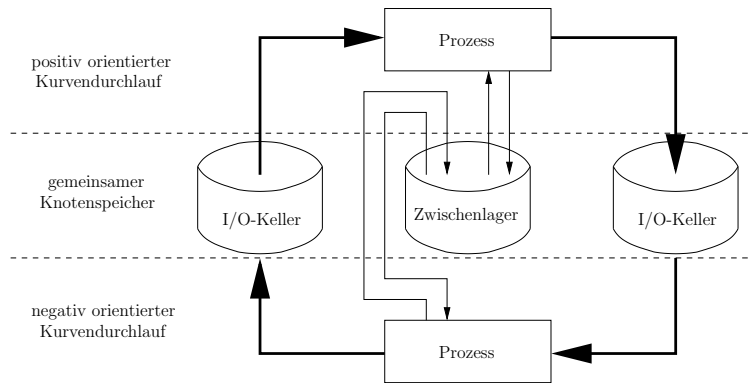 Prozess
positiv orientierter
Kurvendurchlauf
gemeinsamer
Knotenspeicher
I/O-Keller
Zwischenlager
I/O-Keller
negativ orientierter
Kurvendurchlauf
Prozess